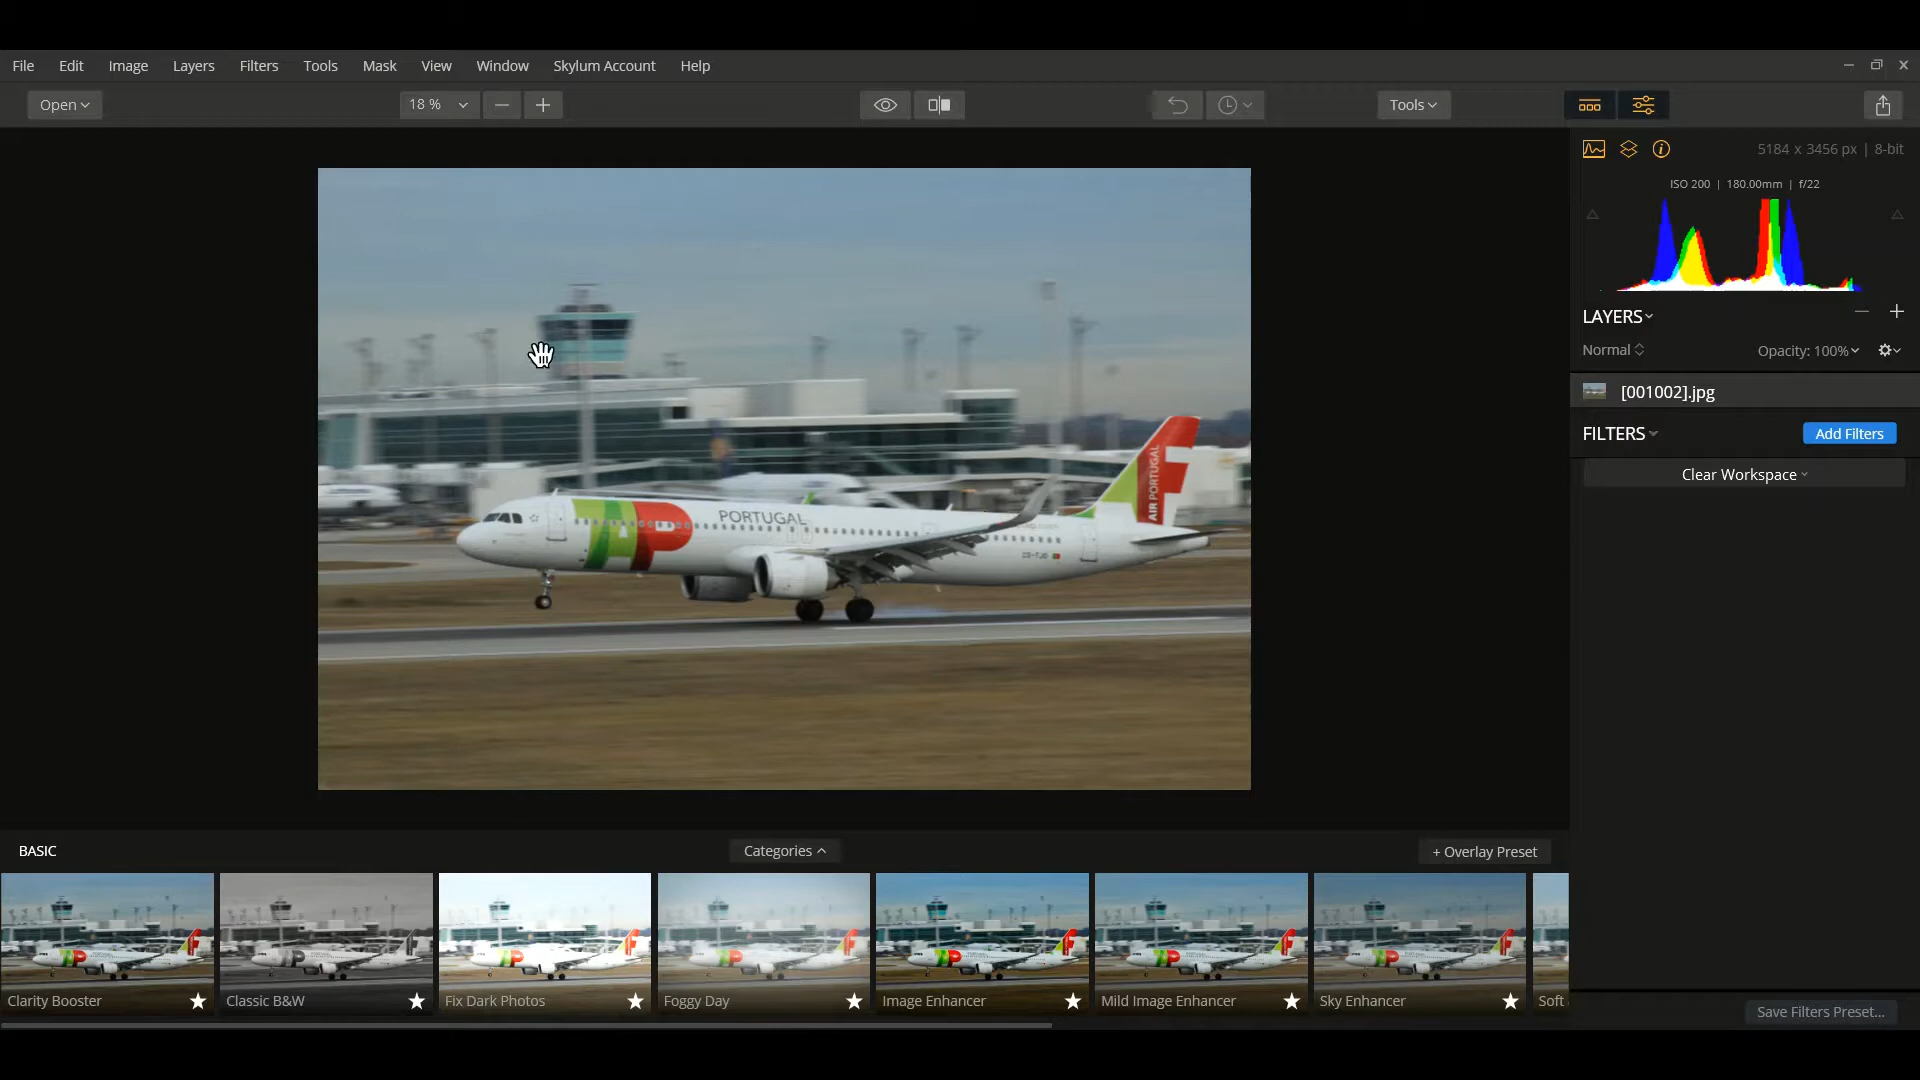 File Edit Image Layers Filters Tools Mask View Window Skylum Account Help
Open 18 % Tools
5184 x 3456 px | 8-bit
ISO 200 | 180.00mm | f/22
LAYERS
Normal Opacity: 100%
[001002].jpg
FILTERS Add Filters
Clear Workspace
AIR PORTUGAL
TAP PORTUGAL
CS-TJO
BASIC Categories + Overlay Preset
Clarity Booster Classic B&W Fix Dark Photos Foggy Day Image Enhancer Mild Image Enhancer Sky Enhancer Soft
Save Filters Preset...